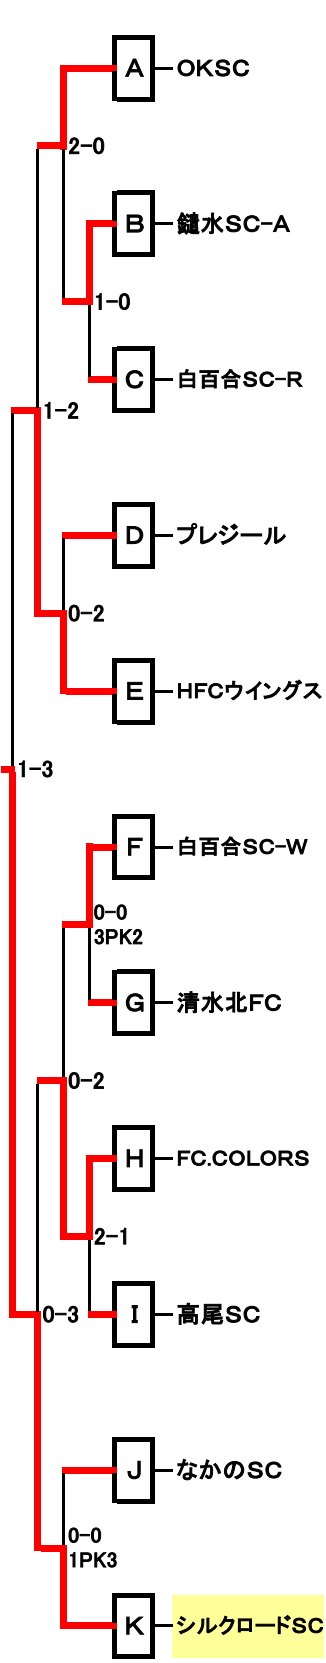 A OKSC
2-0
B 鑓水SC-A
1-0
C 白百合SC-R
1-2
D プレジール
0-2
E HFCウイングス
1-3
F 白百合SC-W
0-0
3PK2
G 清水北FC
0-2
H FC.COLORS
2-1
I 高尾SC
0-3
J なかのSC
0-0
1PK3
K シルクロードSC